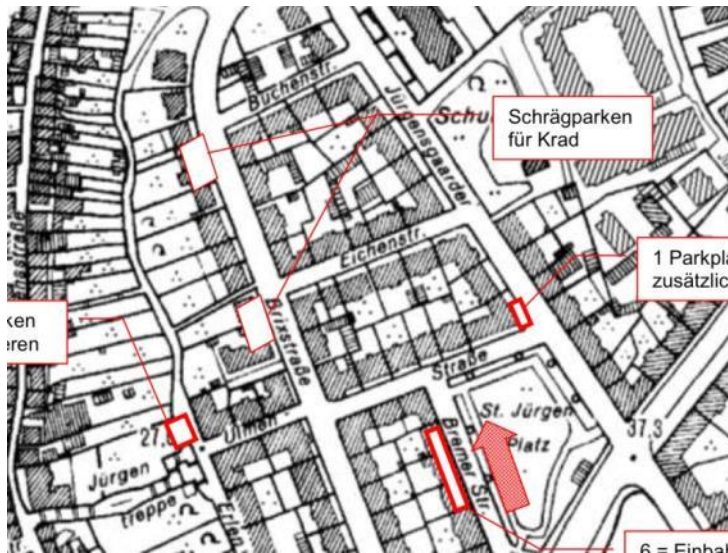 Buchenstr.
Jürgensgaarder
Schu
Schrägparken
für Krad
Eichenstr.
1 Parkpla
zusätzlic
Brixstraße
ken
eren
Straße
St. Jürgen
Platz
37,3
Ulmen
27,
Jürgen
treppe
Bremer
Str.
Erlen
6 = Einba